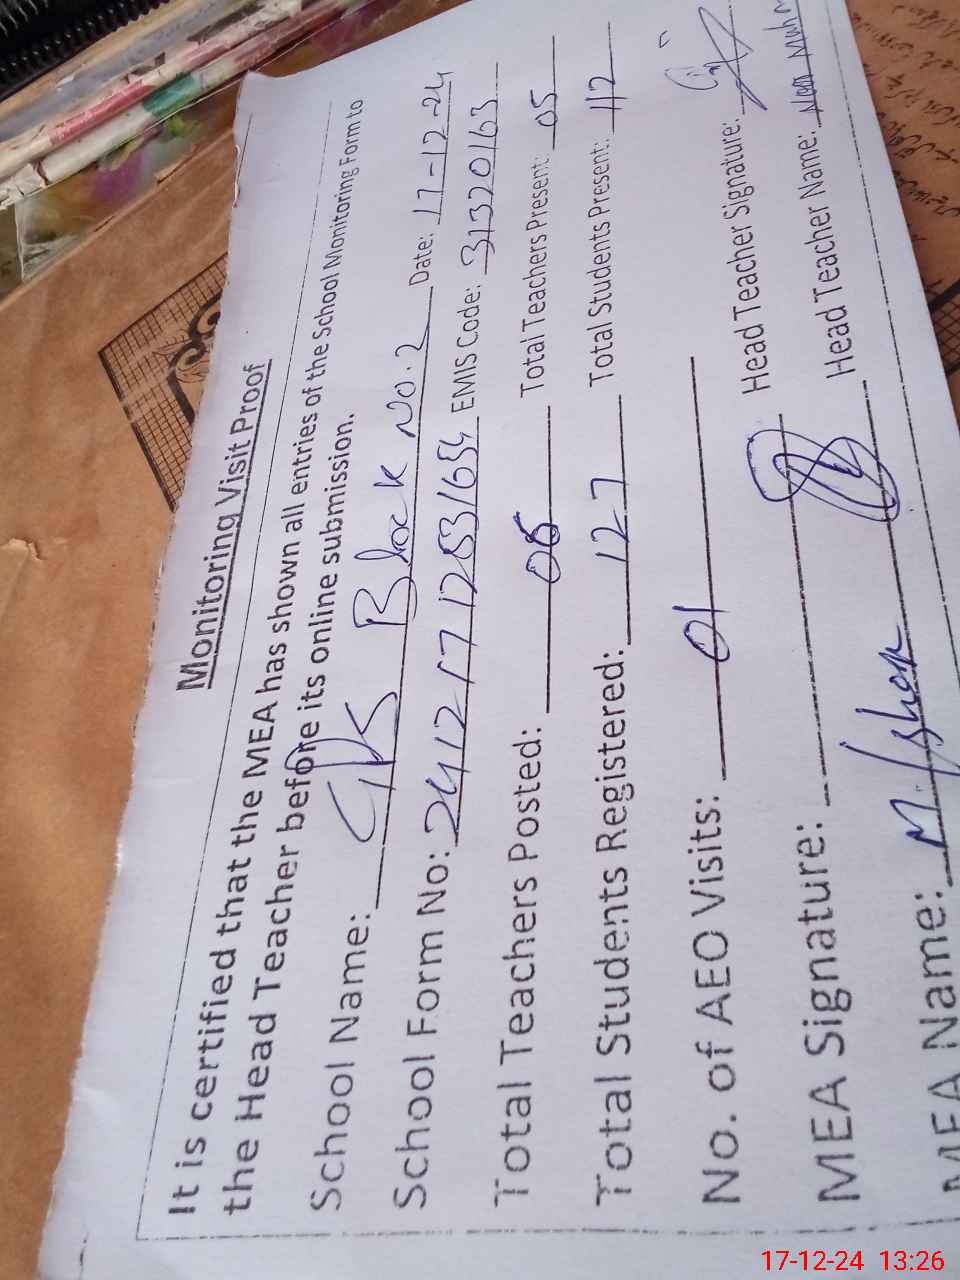 Monitoring Visit Proof
It is certified that the MEA has shown all entries of the School Monitoring Form to
the Head Teacher before its online submission.
School Name: GPS Block No. 2 Date: 17-12-24
School Form No: 241217171253/1654 EMIS Code: 31320163
Total Teachers Posted: 05 Total Teachers Present: 05
Total Students Registered: 127 Total Students Present: 112
No. of AEO Visits: 01 Head Teacher Signature:
MEA Signature: Head Teacher Name:
MEA Name: M.
17-12-24 13:26